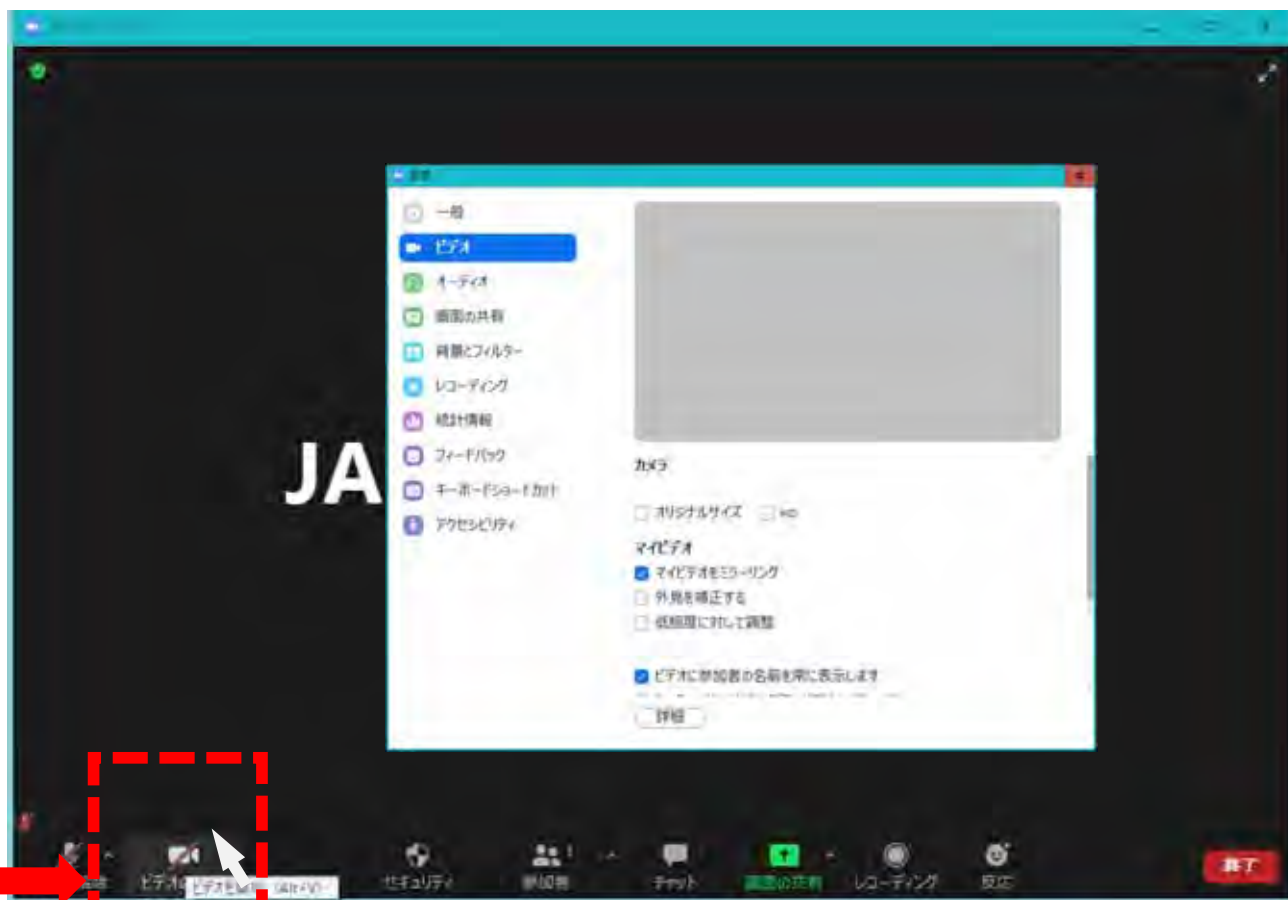 一般
ビデオ
オーディオ
画面の共有
背景とフィルター
レコーディング
統計情報
フィードバック
キーボードショートカット
アクセシビリティ
JA
カメラ
オリジナルサイズ HD
マイビデオ
マイビデオをミラーリング
外見を補正する
低照度に対して調整
ビデオに参加者の名前を常に表示します
詳細
セキュリティ
参加者
1
チャット
画面の共有
レコーディング
反応
終了
(Alt+V)